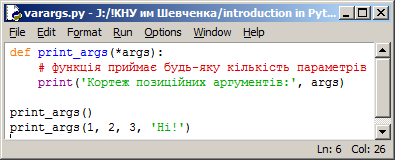 varargs.py - J:/!КНУ им Шевченка/introduction in Pyt...
File Edit Format Run Options Window Help
def print_args(*args):
# функція приймає будь-яку кількість параметрів
print('Кортеж позиційних аргументів:', args)
print_args()
print_args(1, 2, 3, 'Hi!')
Ln: 6 Col: 26